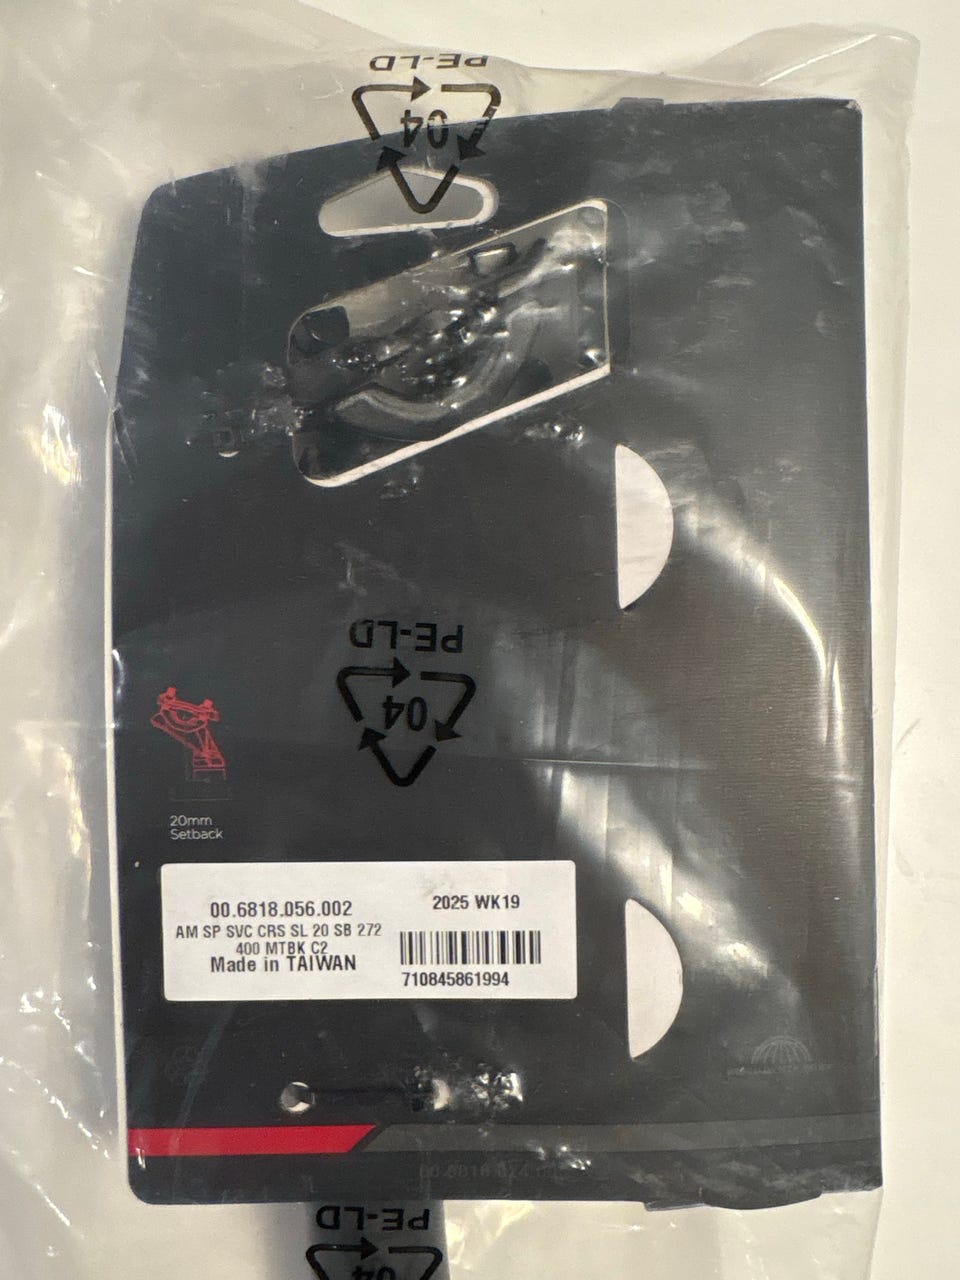 PE-LD
04
PE-LD
04
20mm
Setback
00.6818.056.002
2025 WK19
AM SP SVC CRS SL 20 SB 272
400 MTBK C2
Made in TAIWAN
710845861994
PE-LD
04